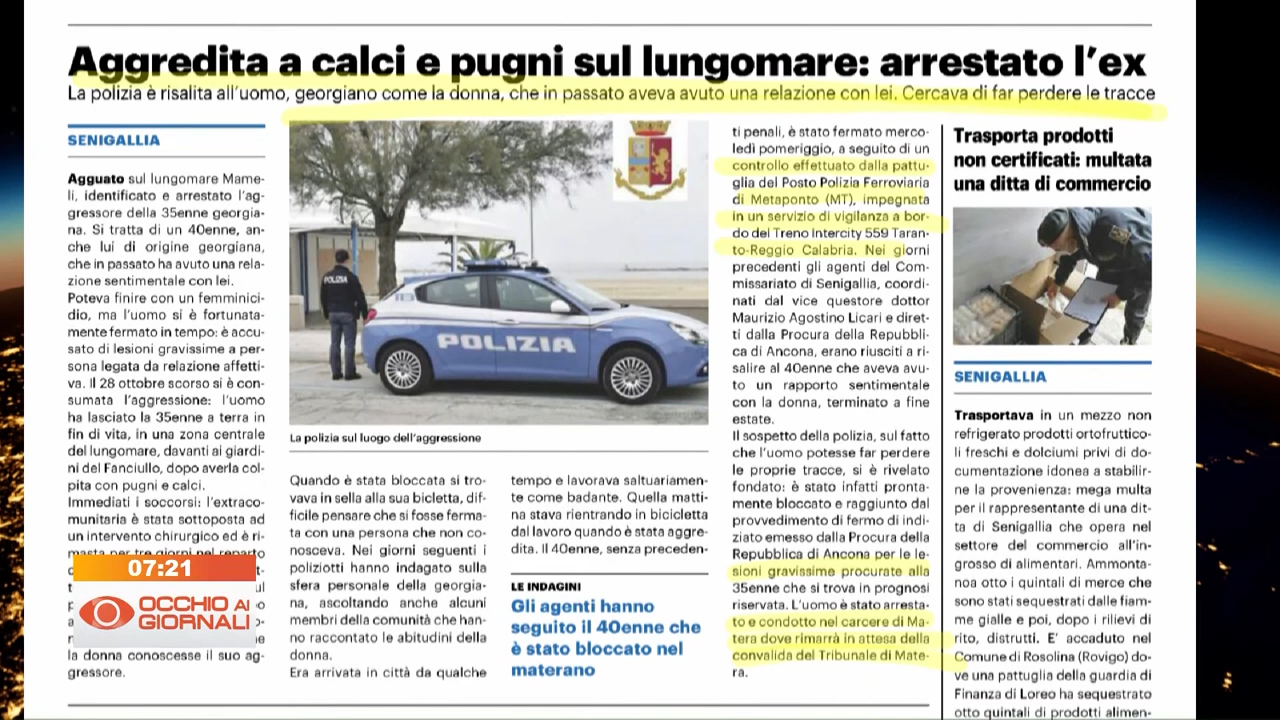 Aggredita a calci e pugni sul lungomare: arrestato l'ex
La polizia è risalita all'uomo, georgiano come la donna, che in passato aveva avuto una relazione con lei. Cercava di far perdere le tracce
SENIGALLIA
Agguato sul lungomare Mame-
li, identificato e arrestato l'ag-
gressore della 35enne georgia-
na. Si tratta di un 40enne, an-
che lui di origine georgiana,
che in passato ha avuto una rela-
zione sentimentale con lei.
Poteva finire con un femminici-
dio, ma l'uomo si è fortunata-
mente fermato in tempo: è accu-
sato di lesioni gravissime a per-
sona legata da relazione affetti-
va. Il 28 ottobre scorso si è con-
sumata l'aggressione: l'uomo
ha lasciato la 35enne a terra in
fin di vita, in una zona centrale
del lungomare, davanti ai giardi-
ni del Fanciullo, dopo averla col-
pita con pugni e calci.
Immediati i soccorsi: l'extraco-
munitaria è stata sottoposta ad
un intervento chirurgico ed è ri-
masta per tre giorni nel reparto
la donna conoscesse il suo ag-
gressore.
07:21
OCCHIO AI
GIORNALI
POLIZIA
POLIZIA
La polizia sul luogo dell'aggressione
Quando è stata bloccata si tro-
vava in sella alla sua bicletta, dif-
ficile pensare che si fosse ferma-
ta con una persona che non co-
nosceva. Nei giorni seguenti i
poliziotti hanno indagato sulla
sfera personale della georgia-
na, ascoltando anche alcuni
membri della comunità che han-
no raccontato le abitudini della
donna.
Era arrivata in città da qualche
tempo e lavorava saltuariamen-
te come badante. Quella matti-
na stava rientrando in bicicletta
dal lavoro quando è stata aggre-
dita. Il 40enne, senza preceden-
LE INDAGINI
Gli agenti hanno
seguito il 40enne che
è stato bloccato nel
materano
ti penali, è stato fermato merco-
ledì pomeriggio, a seguito di un
controllo effettuato dalla pattu-
glia del Posto Polizia Ferroviaria
di Metaponto (MT), impegnata
in un servizio di vigilanza a bor-
do del Treno Intercity 559 Taran-
to-Reggio Calabria. Nei giorni
precedenti gli agenti del Com-
missariato di Senigallia, coordi-
nati dal vice questore dottor
Maurizio Agostino Licari e diret-
ti dalla Procura della Repubbli-
ca di Ancona, erano riusciti a ri-
salire al 40enne che aveva avu-
to un rapporto sentimentale
con la donna, terminato a fine
estate.
Il sospetto della polizia, sul fatto
che l'uomo potesse far perdere
le proprie tracce, si è rivelato
fondato: è stato infatti pronta-
mente bloccato e raggiunto dal
provvedimento di fermo di indi-
ziato emesso dalla Procura della
Repubblica di Ancona per le le-
sioni gravissime procurate alla
35enne che si trova in prognosi
riservata. L'uomo è stato arresta-
to e condotto nel carcere di Ma-
tera dove rimarrà in attesa della
convalida del Tribunale di Mate-
ra.
Trasporta prodotti
non certificati: multata
una ditta di commercio
SENIGALLIA
Trasportava in un mezzo non
refrigerato prodotti ortofruttico-
li freschi e dolciumi privi di do-
cumentazione idonea a stabilir-
ne la provenienza: mega multa
per il rappresentante di una dit-
ta di Senigallia che opera nel
settore del commercio all'in-
grosso di alimentari. Ammonta-
noa otto i quintali di merce che
sono stati sequestrati dalle fiam-
me gialle e poi, dopo i rilievi di
rito, distrutti. E' accaduto nel
Comune di Rosolina (Rovigo) do-
ve una pattuglia della guardia di
Finanza di Loreo ha sequestrato
otto quintali di prodotti alimen-